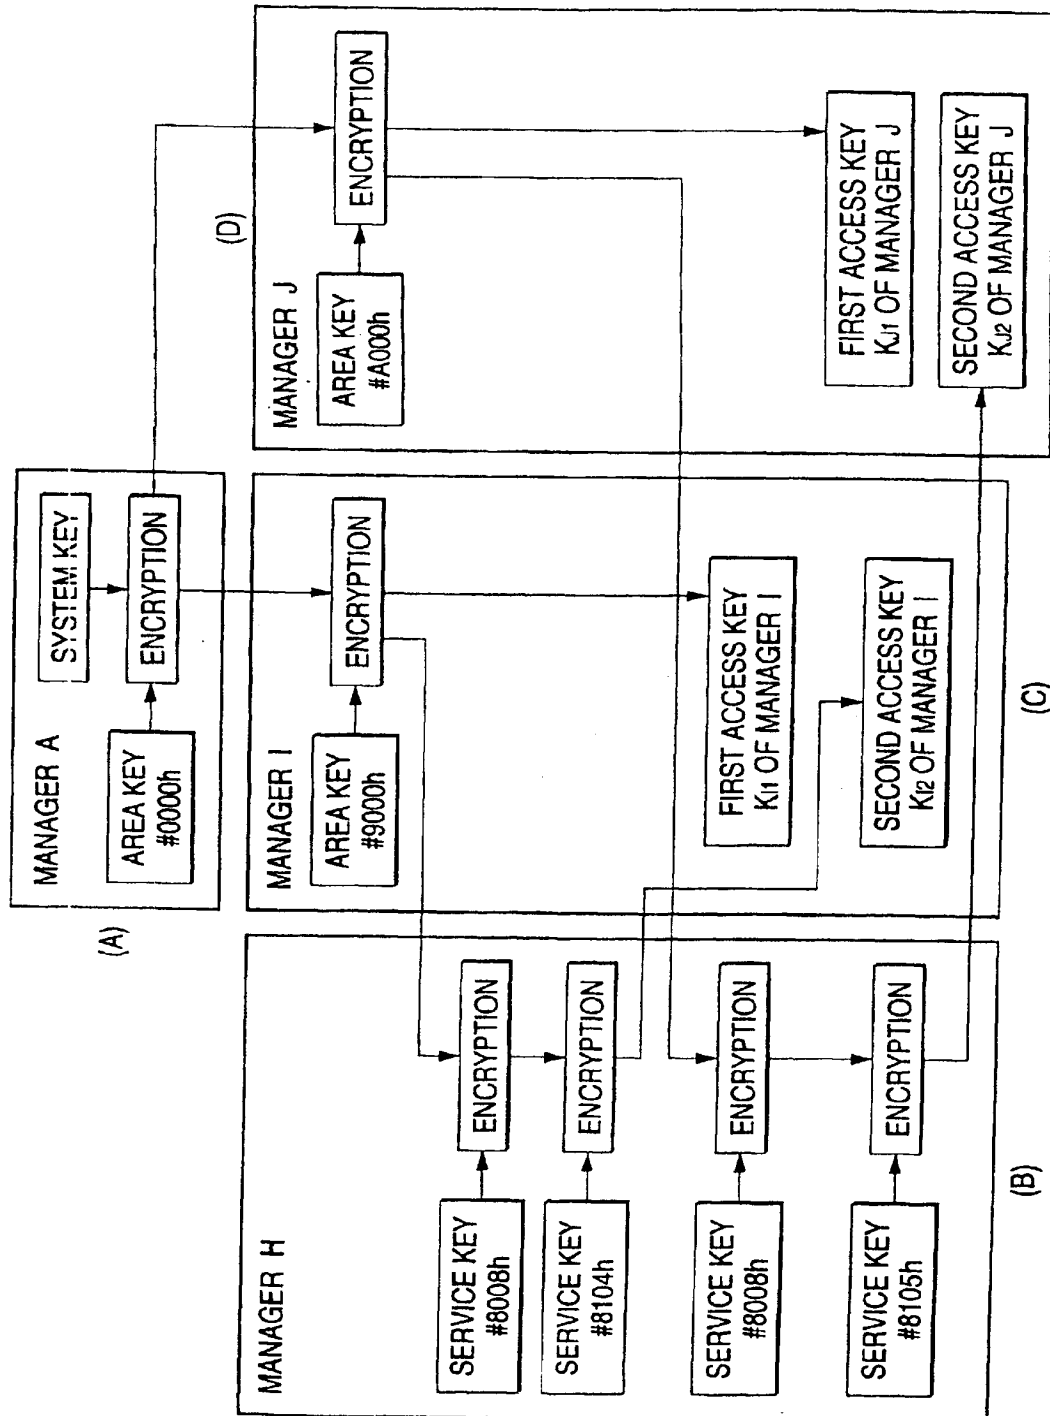 MANAGER A
SYSTEM KEY
AREA KEY
#0000h
ENCRYPTION
(A)
MANAGER H
SERVICE KEY
#8008h
ENCRYPTION
SERVICE KEY
#8104h
ENCRYPTION
SERVICE KEY
#8008h
ENCRYPTION
SERVICE KEY
#8105h
ENCRYPTION
(B)
MANAGER I
AREA KEY
#9000h
ENCRYPTION
FIRST ACCESS KEY
KI1 OF MANAGER I
SECOND ACCESS KEY
KI2 OF MANAGER I
(C)
(D)
MANAGER J
AREA KEY
#A000h
ENCRYPTION
FIRST ACCESS KEY
KJ1 OF MANAGER J
SECOND ACCESS KEY
KJ2 OF MANAGER J